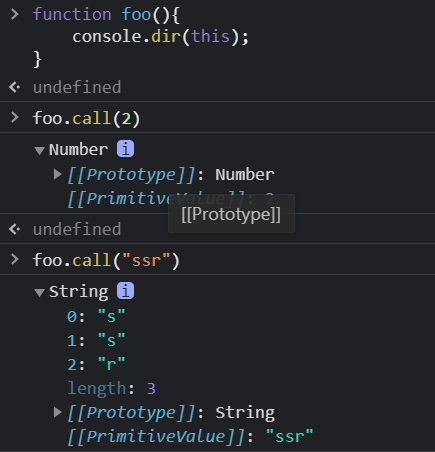 > function foo(){
console.dir(this);
}
<· undefined
> foo.call(2)
▼Number i
▶[[Prototype]]: Number
[[PrimitiveValue]]: 2
[[Prototype]]
<· undefined
> foo.call("ssr")
▼String i
0: "s"
1: "s"
2: "r"
length: 3
▶[[Prototype]]: String
[[PrimitiveValue]]: "ssr"